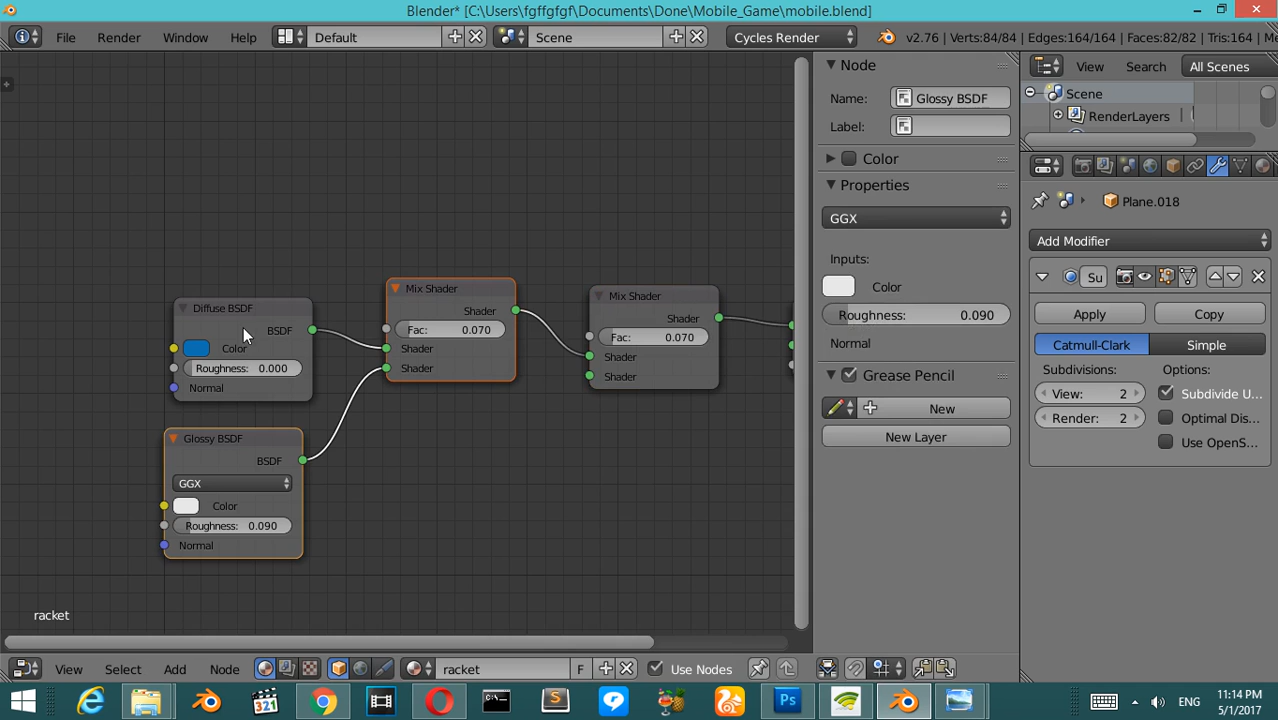 Blender* [C:\Users\fgffgfgf\Documents\Done\Mobile_Game\mobile.blend]
File Render Window Help Default Scene Cycles Render v2.76 | Verts:84/84 | Edges:164/164 | Faces:82/82 | Tris:164 |
Node
Name: Glossy BSDF
Label:
Color
Properties
GGX
Inputs:
Color
Roughness: 0.090
Normal
Grease Pencil
New
New Layer
View Search All Scenes
Scene
RenderLayers
Plane.018
Add Modifier
Su
Apply Copy
Catmull-Clark Simple
Subdivisions: Options:
View: 2 Subdivide U...
Render: 2 Optimal Dis...
Use OpenS...
Diffuse BSDF
BSDF
Color
Roughness: 0.000
Normal
Glossy BSDF
BSDF
GGX
Color
Roughness: 0.090
Normal
Mix Shader
Shader
Fac: 0.070
Shader
Shader
Mix Shader
Shader
Fac: 0.070
Shader
Shader
racket
View Select Add Node racket F Use Nodes
321 Ps ENG 11:14 PM
5/1/2017